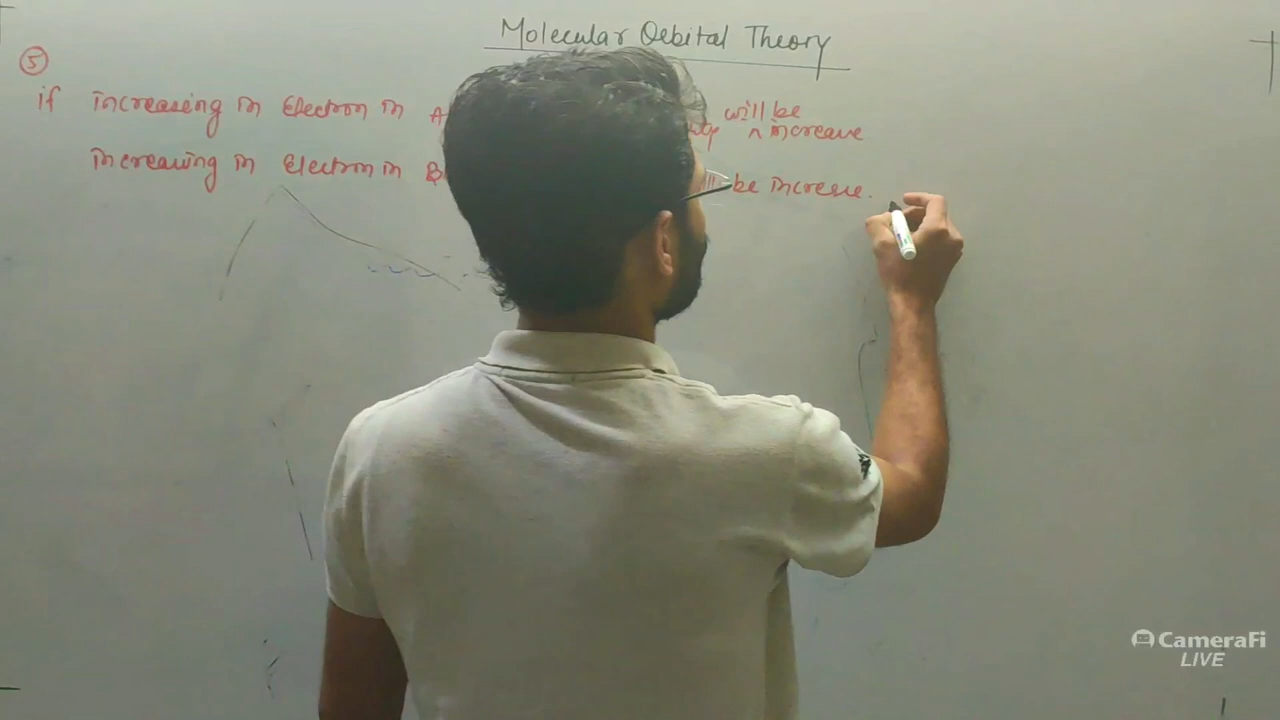 Molecular Orbital Theory
5
if increasing in Electron in will be increase
increasing in Electron in be increse.
CameraFi
LIVE